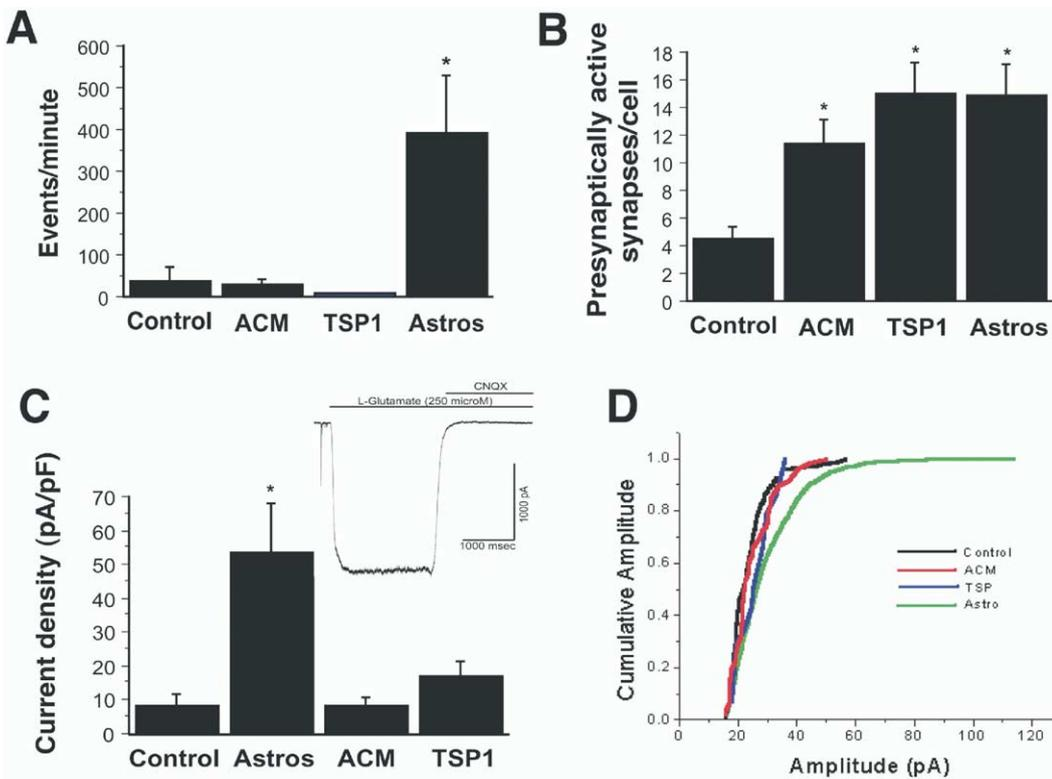 A
Events/minute
600
500
400
300
200
100
0
*
Control ACM TSP1 Astros
B
Presynaptically active
synapses/cell
18
16
14
12
10
8
6
4
2
0
* * *
Control ACM TSP1 Astros
C
Current density (pA/pF)
70
60
50
40
30
20
10
0
*
CNQX
L-Glutamate (250 microM)
1000 pA
1000 msec
Control Astros ACM TSP1
D
Cumulative Amplitude
1.0
0.8
0.6
0.4
0.2
0.0
Control
ACM
TSP
Astro
0 20 40 60 80 100 120
Amplitude (pA)